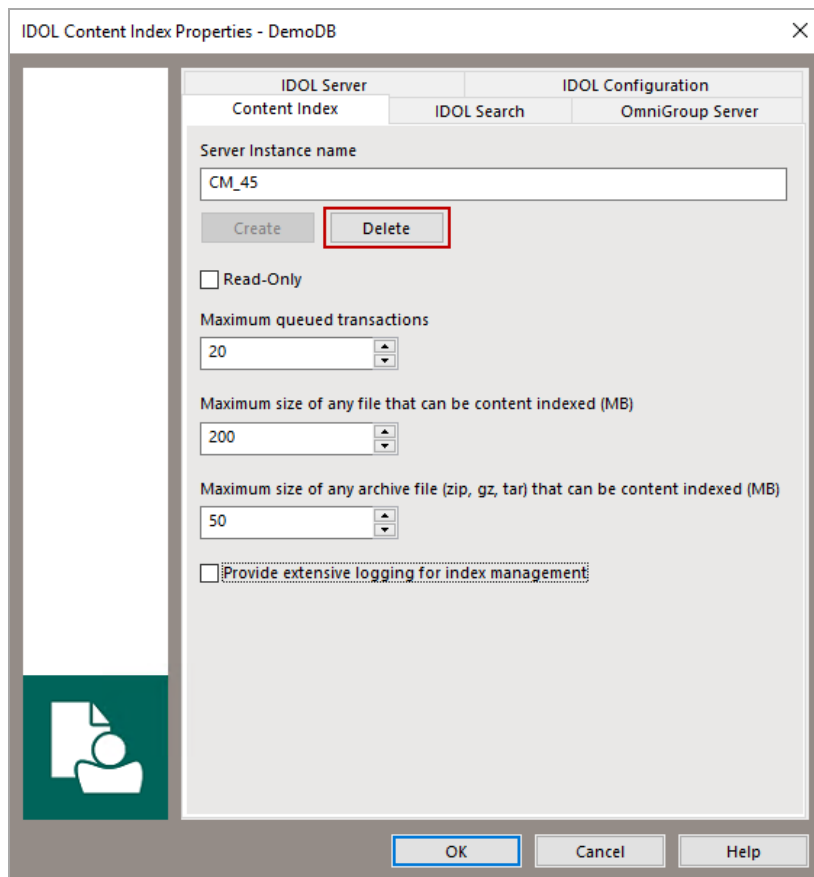 IDOL Content Index Properties - DemoDB
IDOL Server IDOL Configuration
Content Index IDOL Search OmniGroup Server
Server Instance name
CM_45
Create Delete
Read-Only
Maximum queued transactions
20
Maximum size of any file that can be content indexed (MB)
200
Maximum size of any archive file (zip, gz, tar) that can be content indexed (MB)
50
Provide extensive logging for index management
OK Cancel Help